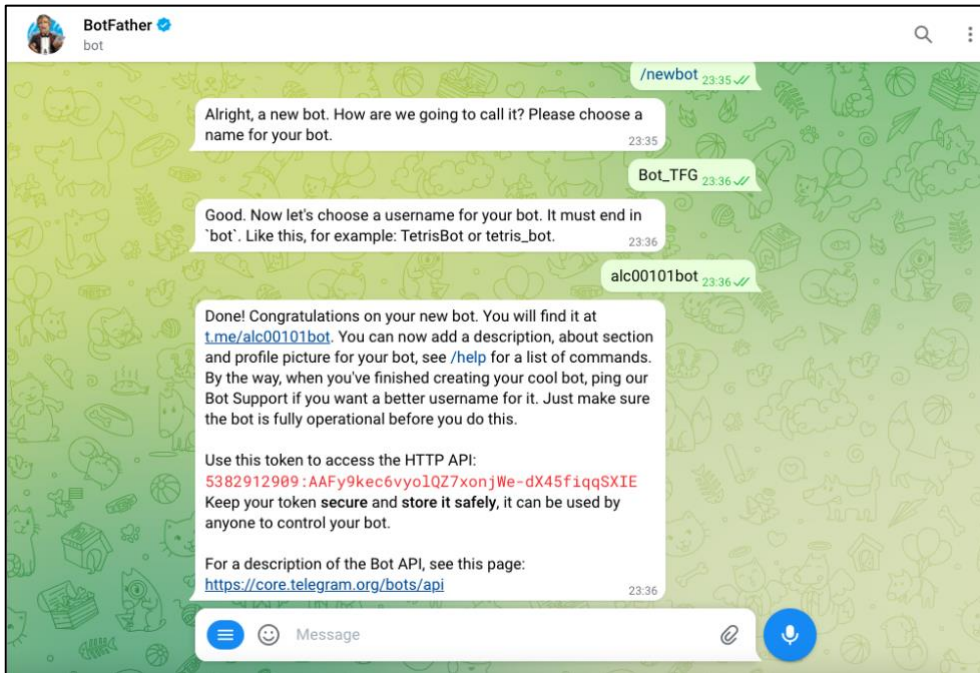 BotFather
bot
/newbot 23:35
Alright, a new bot. How are we going to call it? Please choose a
name for your bot.
23:35
Bot_TFG 23:36
Good. Now let's choose a username for your bot. It must end in
`bot`. Like this, for example: TetrisBot or tetris_bot.
23:36
alc00101bot 23:36
Done! Congratulations on your new bot. You will find it at
t.me/alc00101bot. You can now add a description, about section
and profile picture for your bot, see /help for a list of commands.
By the way, when you've finished creating your cool bot, ping our
Bot Support if you want a better username for it. Just make sure
the bot is fully operational before you do this.
Use this token to access the HTTP API:
5382912909:AAFy9kec6vyolQZ7xonjWe-dX45fiqqSXIE
Keep your token secure and store it safely, it can be used by
anyone to control your bot.
For a description of the Bot API, see this page:
https://core.telegram.org/bots/api
23:36
Message